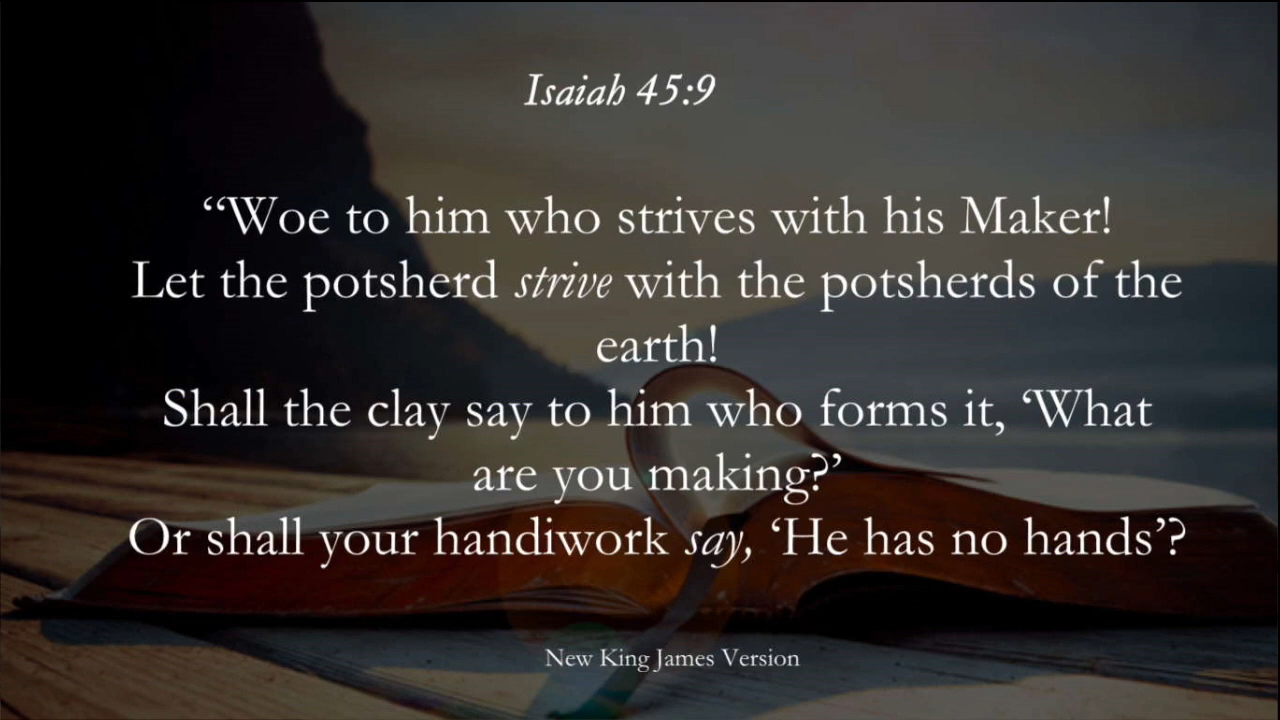 Isaiah 45:9
“Woe to him who strives with his Maker!
Let the potsherd strive with the potsherds of the
earth!
Shall the clay say to him who forms it, ‘What
are you making?’
Or shall your handiwork say, ‘He has no hands’?
New King James Version